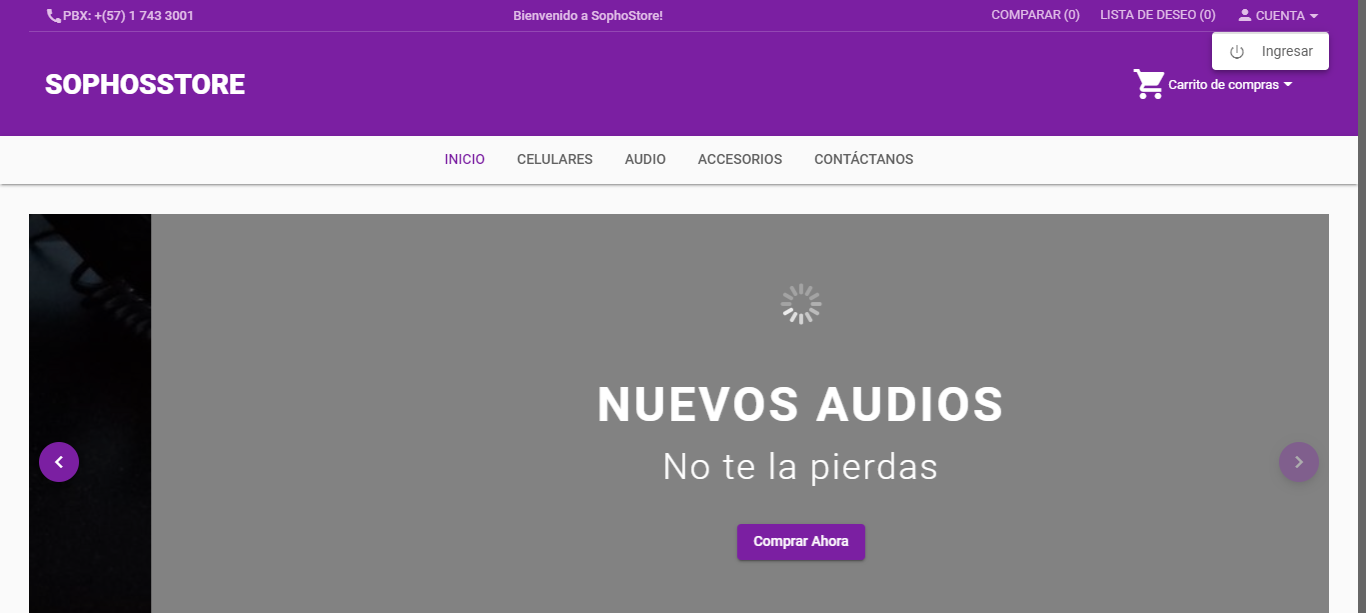 PBX: +(57) 1 743 3001
Bienvenido a SophoStore!
COMPARAR (0)
LISTA DE DESEO (0)
CUENTA
Ingresar
SOPHOSSTORE
Carrito de compras
INICIO
CELULARES
AUDIO
ACCESORIOS
CONTÁCTANOS
NUEVOS AUDIOS
No te la pierdas
Comprar Ahora